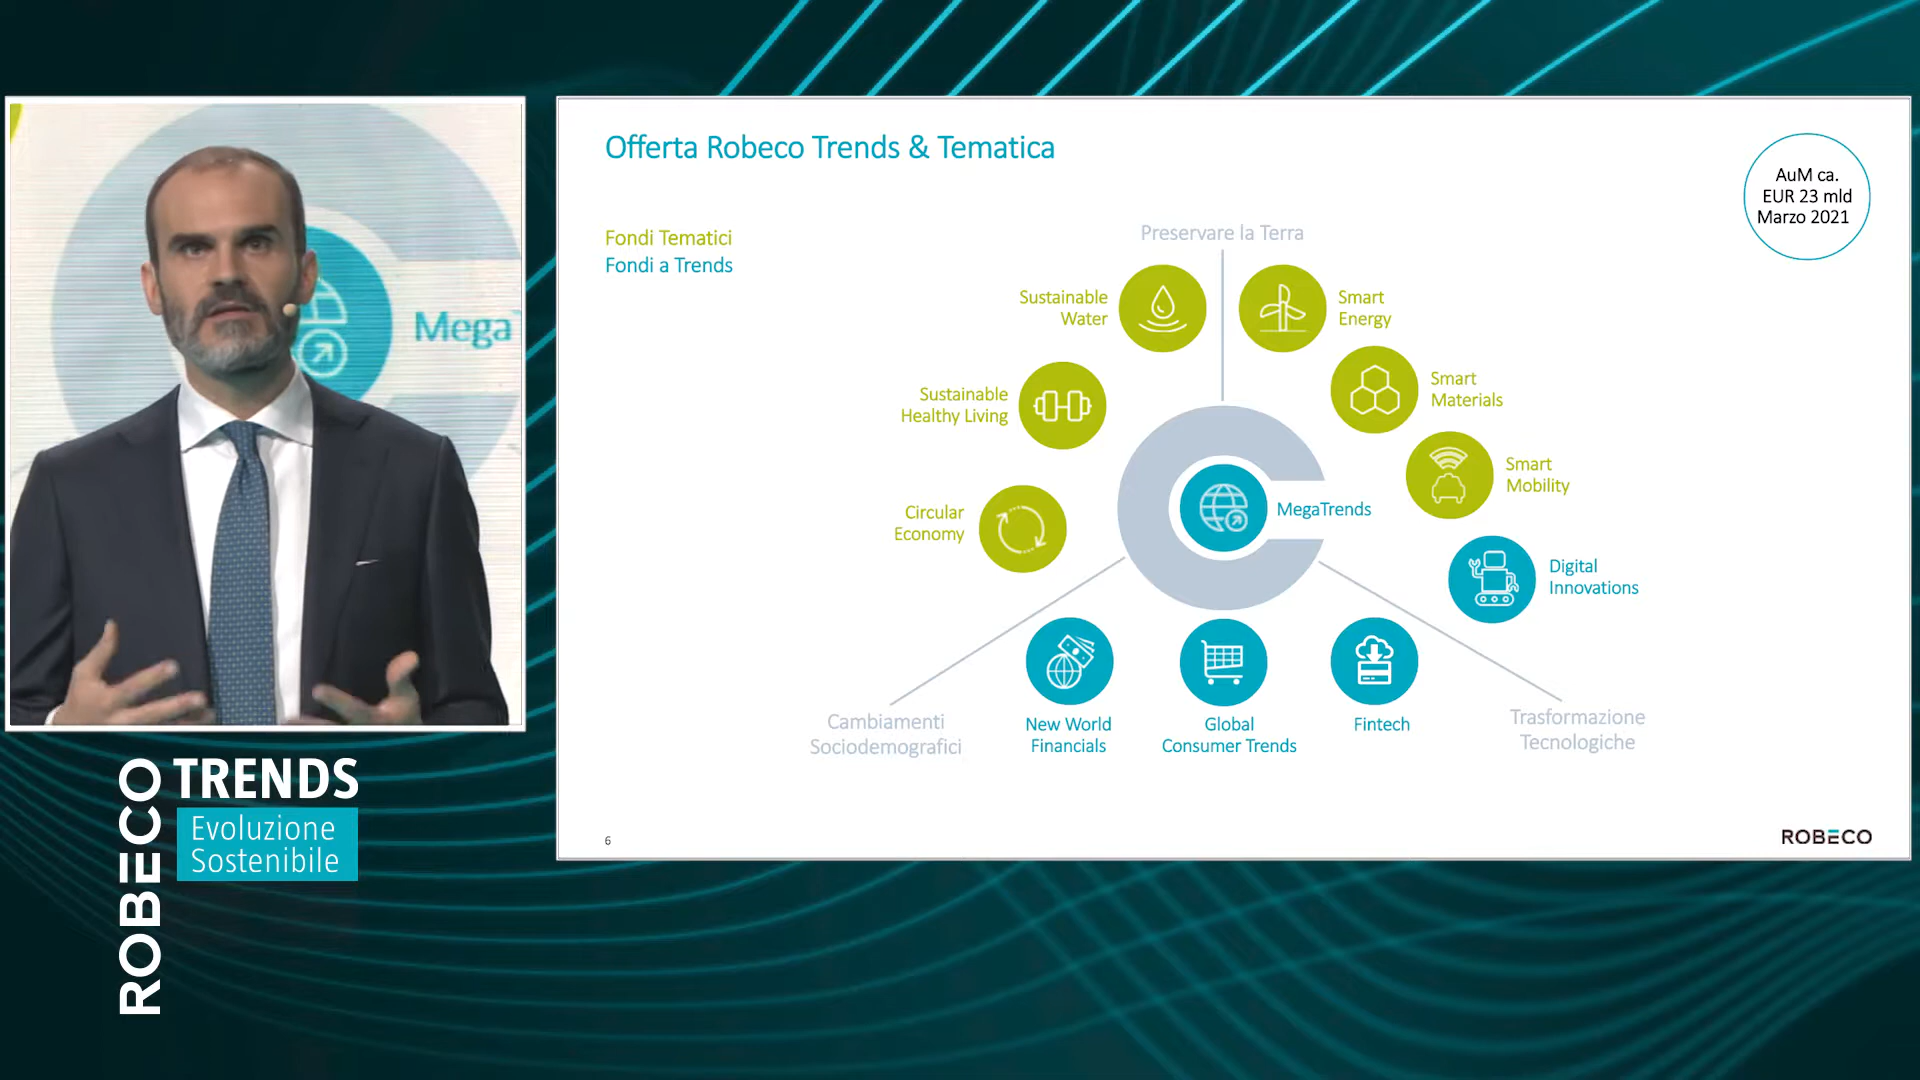 Mega
ROBECO
TRENDS
Evoluzione
Sostenibile
Offerta Robeco Trends & Tematica
AuM ca.
EUR 23 mld
Marzo 2021
Fondi Tematici
Fondi a Trends
Preservare la Terra
Sustainable
Water
Smart
Energy
Sustainable
Healthy Living
Smart
Materials
Smart
Mobility
Circular
Economy
MegaTrends
Digital
Innovations
Cambiamenti
Sociodemografici
New World
Financials
Global
Consumer Trends
Fintech
Trasformazione
Tecnologiche
6
ROBECO